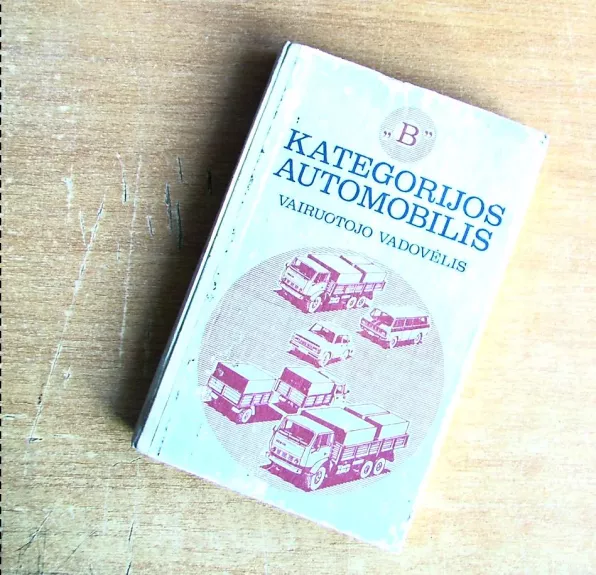 „B”
KATEGORIJOS
AUTOMOBILIS
VAIRUOTOJO VADOVĖLIS